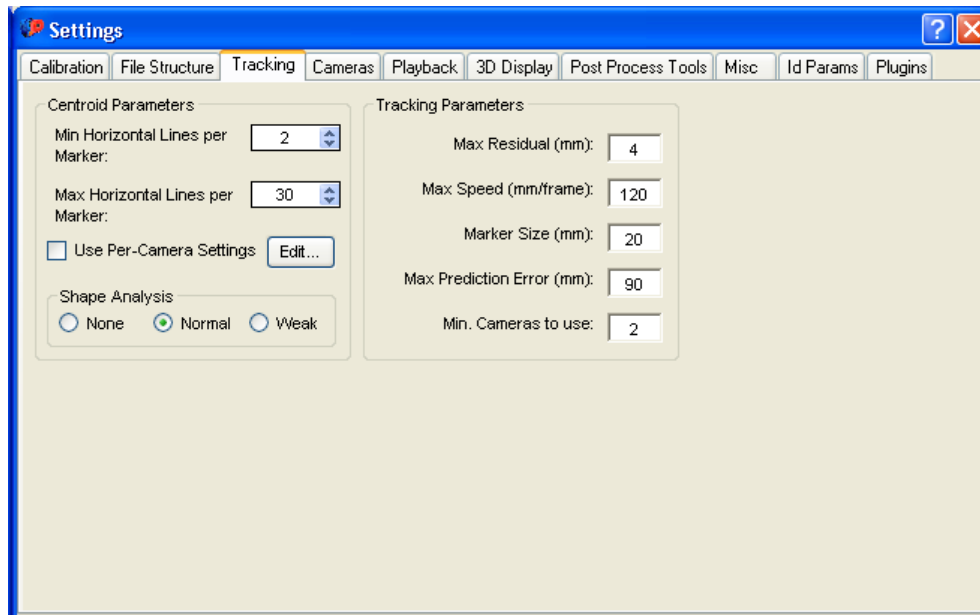 Settings
Calibration File Structure Tracking Cameras Playback 3D Display Post Process Tools Misc Id Params Plugins
Centroid Parameters
Min Horizontal Lines per
Marker:
2
Max Horizontal Lines per
Marker:
30
Use Per-Camera Settings Edit...
Shape Analysis
None Normal Weak
Tracking Parameters
Max Residual (mm): 4
Max Speed (mm/frame): 120
Marker Size (mm): 20
Max Prediction Error (mm): 90
Min. Cameras to use: 2